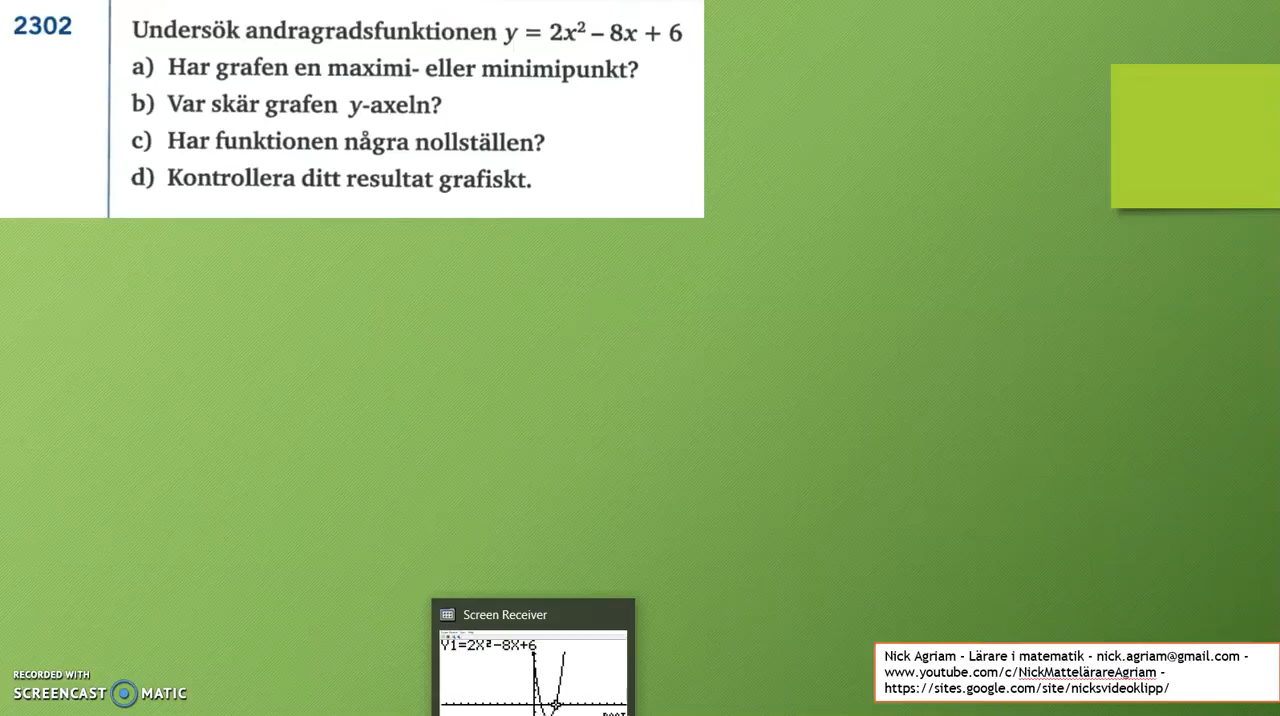 2302
Undersök andragradsfunktionen y = 2x² – 8x + 6
a) Har grafen en maximi- eller minimipunkt?
b) Var skär grafen y-axeln?
c) Har funktionen några nollställen?
d) Kontrollera ditt resultat grafiskt.
Screen Receiver
Y1=2X²-8X+6
Nick Agriam - Lärare i matematik - nick.agriam@gmail.com -
www.youtube.com/c/NickMattelärareAgriam -
https://sites.google.com/site/nicksvideoklipp/
RECORDED WITH
SCREENCAST MATIC